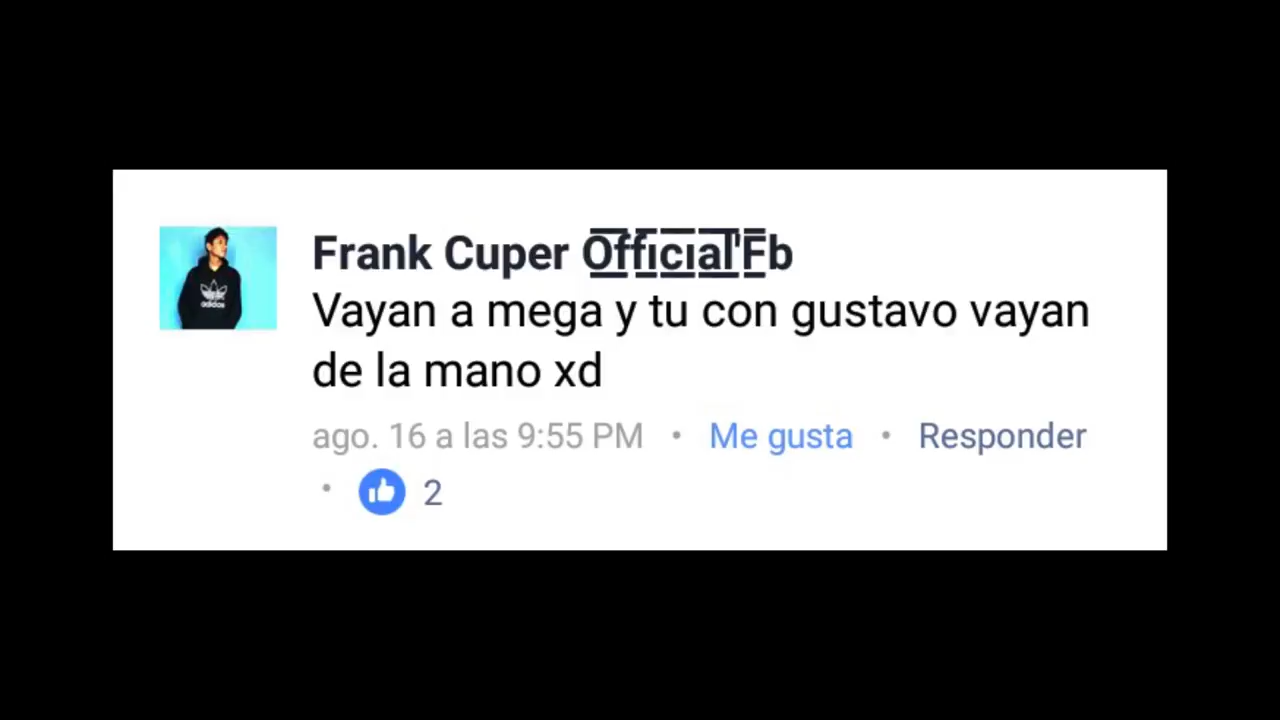 Frank Cuper Official'Fb
Vayan a mega y tu con gustavo vayan
de la mano xd
ago. 16 a las 9:55 PM • Me gusta • Responder
• 2
adidas